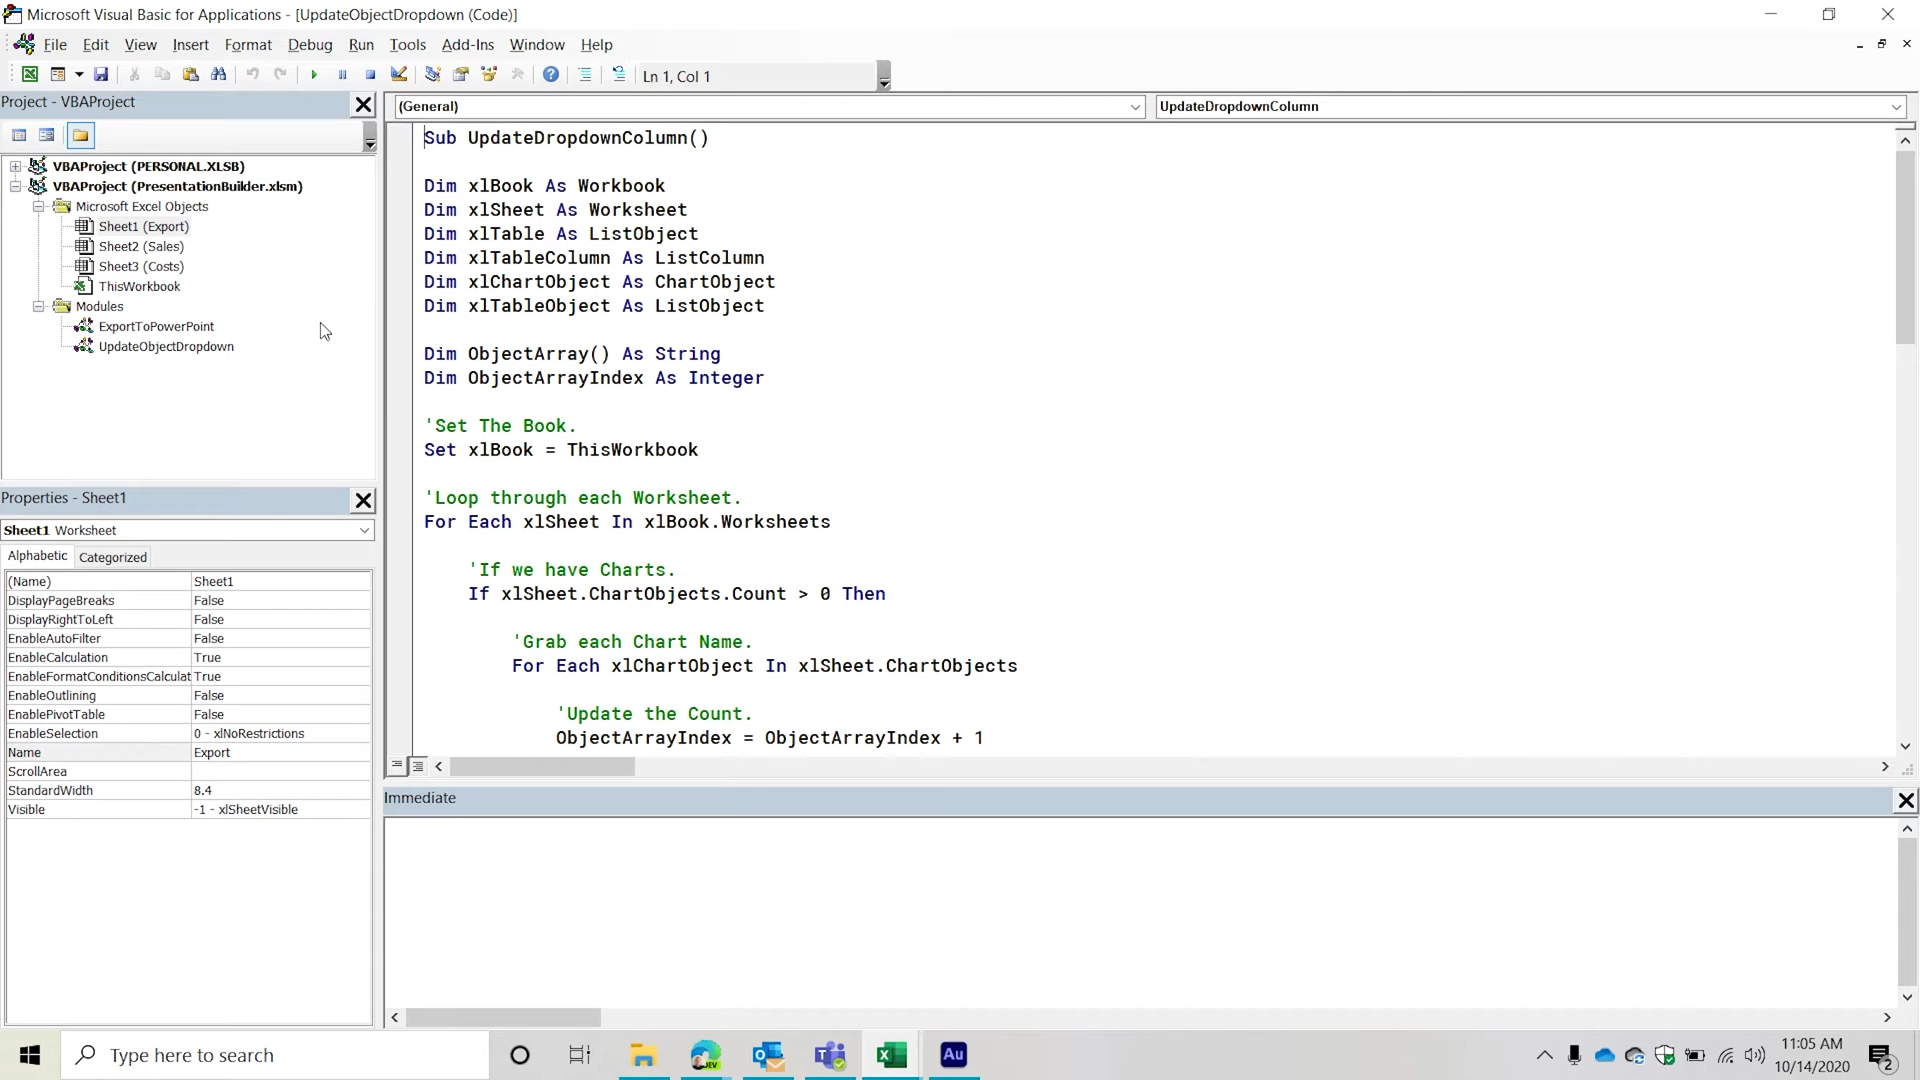 Microsoft Visual Basic for Applications - [UpdateObjectDropdown (Code)]
File Edit View Insert Format Debug Run Tools Add-Ins Window Help
Ln 1, Col 1
Project - VBAProject
(General) UpdateDropdownColumn
VBAProject (PERSONAL.XLSB)
VBAProject (PresentationBuilder.xlsm)
Microsoft Excel Objects
Sheet1 (Export)
Sheet2 (Sales)
Sheet3 (Costs)
ThisWorkbook
Modules
ExportToPowerPoint
UpdateObjectDropdown
Properties - Sheet1
Sheet1 Worksheet
Alphabetic Categorized
(Name) Sheet1
DisplayPageBreaks False
DisplayRightToLeft False
EnableAutoFilter False
EnableCalculation True
EnableFormatConditionsCalculat True
EnableOutlining False
EnablePivotTable False
EnableSelection 0 - xlNoRestrictions
Name Export
ScrollArea
StandardWidth 8.4
Visible -1 - xlSheetVisible
Sub UpdateDropdownColumn()
Dim xlBook As Workbook
Dim xlSheet As Worksheet
Dim xlTable As ListObject
Dim xlTableColumn As ListColumn
Dim xlChartObject As ChartObject
Dim xlTableObject As ListObject
Dim ObjectArray() As String
Dim ObjectArrayIndex As Integer
'Set The Book.
Set xlBook = ThisWorkbook
'Loop through each Worksheet.
For Each xlSheet In xlBook.Worksheets
'If we have Charts.
If xlSheet.ChartObjects.Count > 0 Then
'Grab each Chart Name.
For Each xlChartObject In xlSheet.ChartObjects
'Update the Count.
ObjectArrayIndex = ObjectArrayIndex + 1
Immediate
Type here to search
DEV
Au
11:05 AM
10/14/2020
2